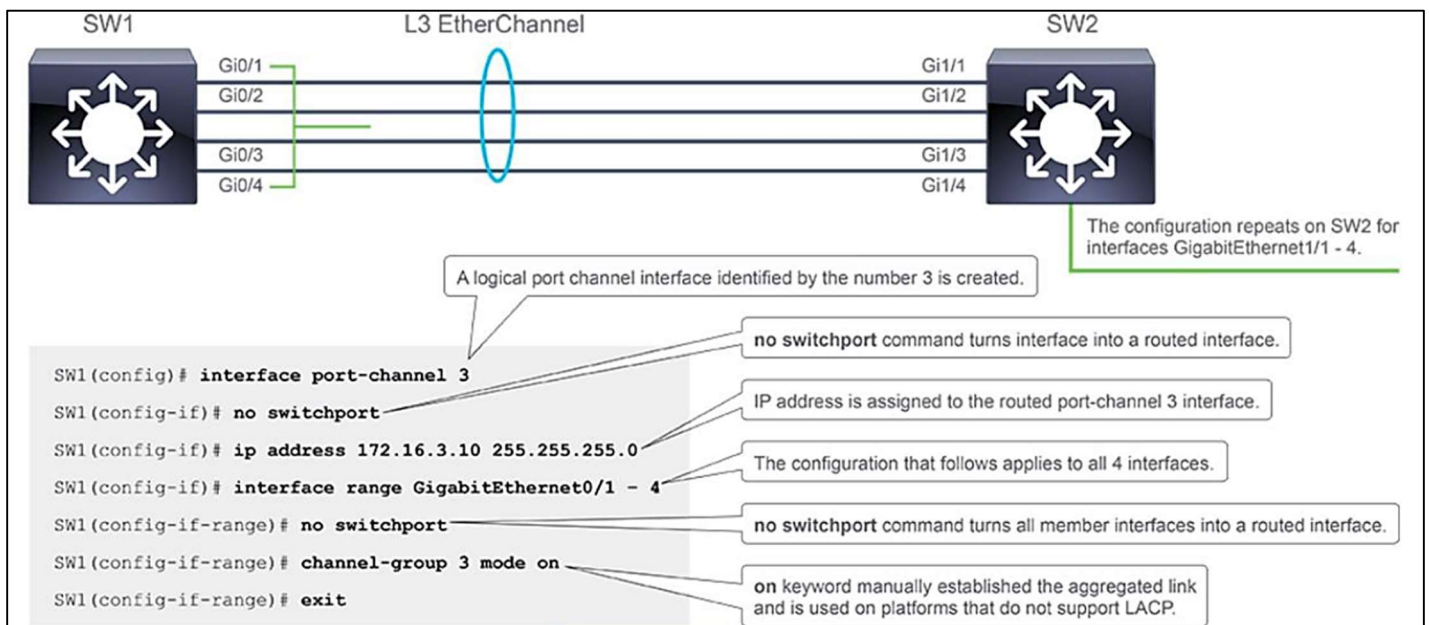 SW1
L3 EtherChannel
SW2
Gi0/1
Gi1/1
Gi0/2
Gi1/2
Gi0/3
Gi1/3
Gi0/4
Gi1/4
The configuration repeats on SW2 for
interfaces GigabitEthernet1/1 - 4.
A logical port channel interface identified by the number 3 is created.
no switchport command turns interface into a routed interface.
SW1(config)# interface port-channel 3
SW1(config-if)# no switchport
IP address is assigned to the routed port-channel 3 interface.
SW1(config-if)# ip address 172.16.3.10 255.255.255.0
The configuration that follows applies to all 4 interfaces.
SW1(config-if)# interface range GigabitEthernet0/1 – 4
SW1(config-if-range)# no switchport
no switchport command turns all member interfaces into a routed interface.
SW1(config-if-range)# channel-group 3 mode on
on keyword manually established the aggregated link
and is used on platforms that do not support LACP.
SW1(config-if-range)# exit